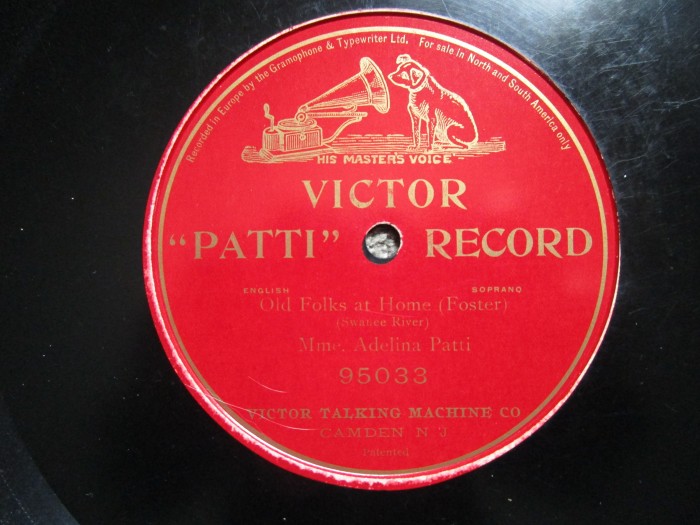 Recorded in Europe by the Gramophone & Typewriter Ltd. For sale in North and South America only
HIS MASTER'S VOICE
VICTOR
"PATTI" RECORD
ENGLISH SOPRANO
Old Folks at Home (Foster)
(Swanee River)
Mme. Adelina Patti
95033
VICTOR TALKING MACHINE CO
CAMDEN N J
Patented